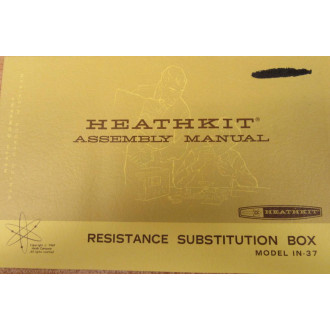 HEATHKIT®
ASSEMBLY MANUAL
HEATHKIT
RESISTANCE SUBSTITUTION BOX
MODEL IN-37